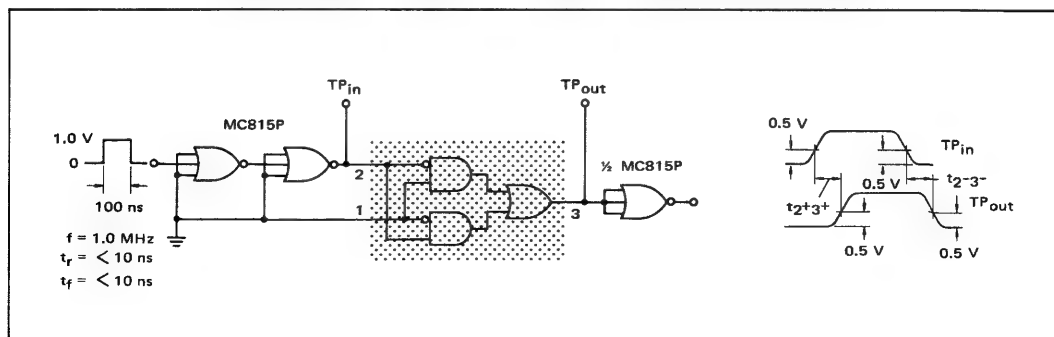 TPin
TPout
MC815P
1.0 V
0
100 ns
f = 1.0 MHz
tr = < 10 ns
tf = < 10 ns
2
1
3
½ MC815P
0.5 V
TPin
0.5 V
t2+3+
t2-3-
TPout
0.5 V
0.5 V